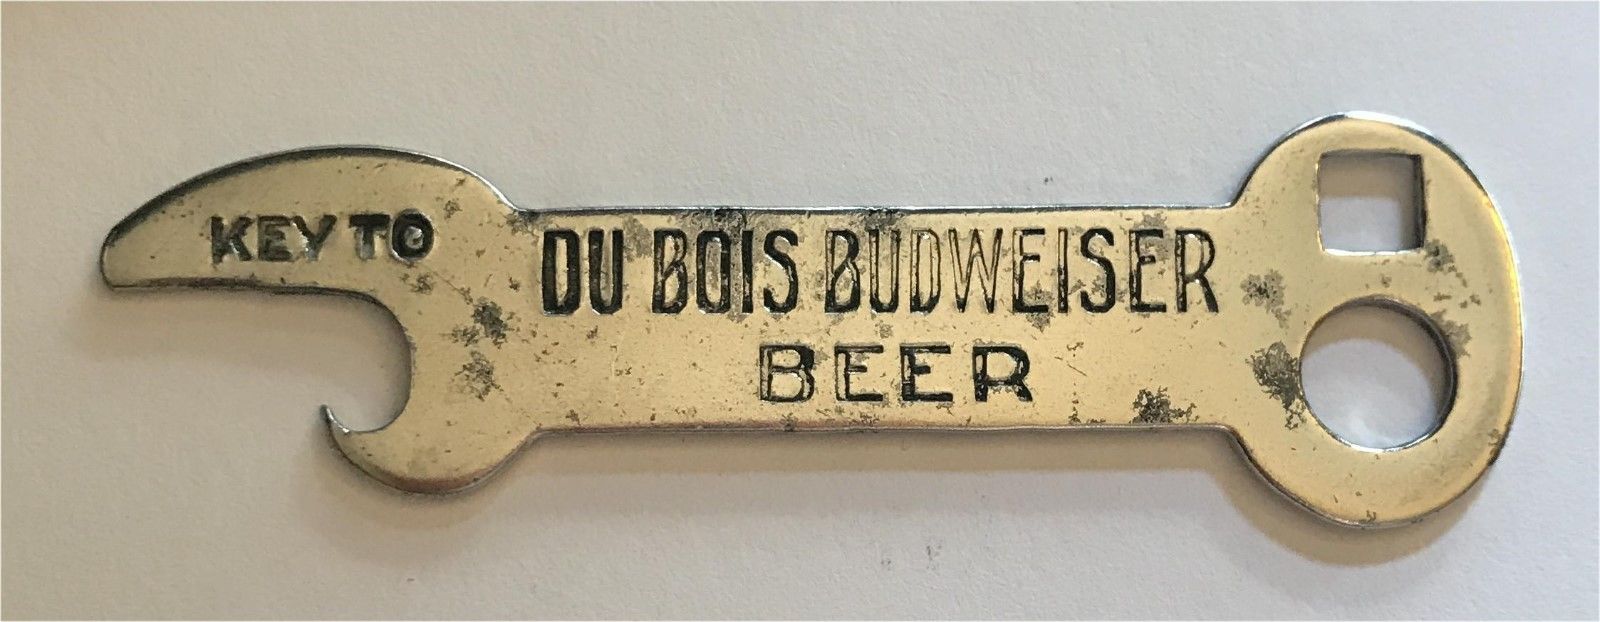 KEY TO
DU BOIS BUDWEISER
BEER